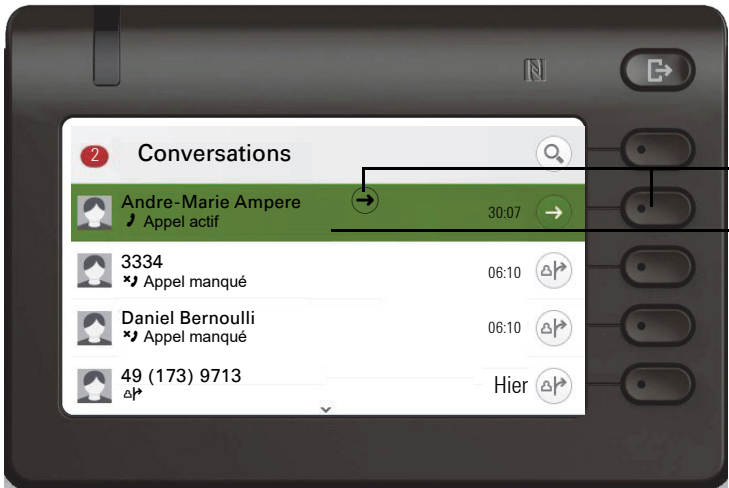 2 Conversations
Andre-Marie Ampere
Appel actif 30:07
3334
Appel manqué 06:10
Daniel Bernoulli
Appel manqué 06:10
49 (173) 9713
Hier